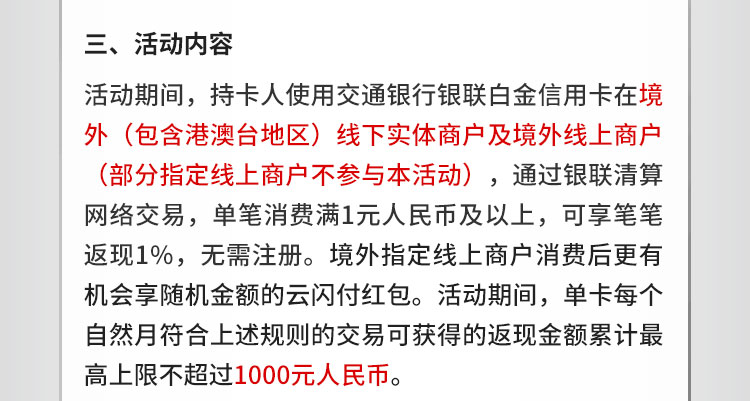 三、活动内容
活动期间，持卡人使用交通银行银联白金信用卡在境
外（包含港澳台地区）线下实体商户及境外线上商户
（部分指定线上商户不参与本活动），通过银联清算
网络交易，单笔消费满1元人民币及以上，可享笔笔
返现1%，无需注册。境外指定线上商户消费后更有
机会享随机金额的云闪付红包。活动期间，单卡每个
自然月符合上述规则的交易可获得的返现金额累计最
高上限不超过1000元人民币。